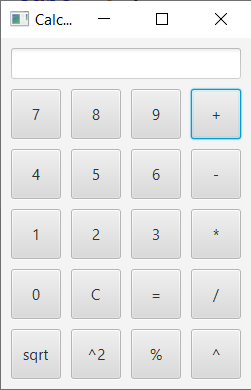 Calc...
7 8 9 +
4 5 6 -
1 2 3 *
0 C = /
sqrt ^2 % ^